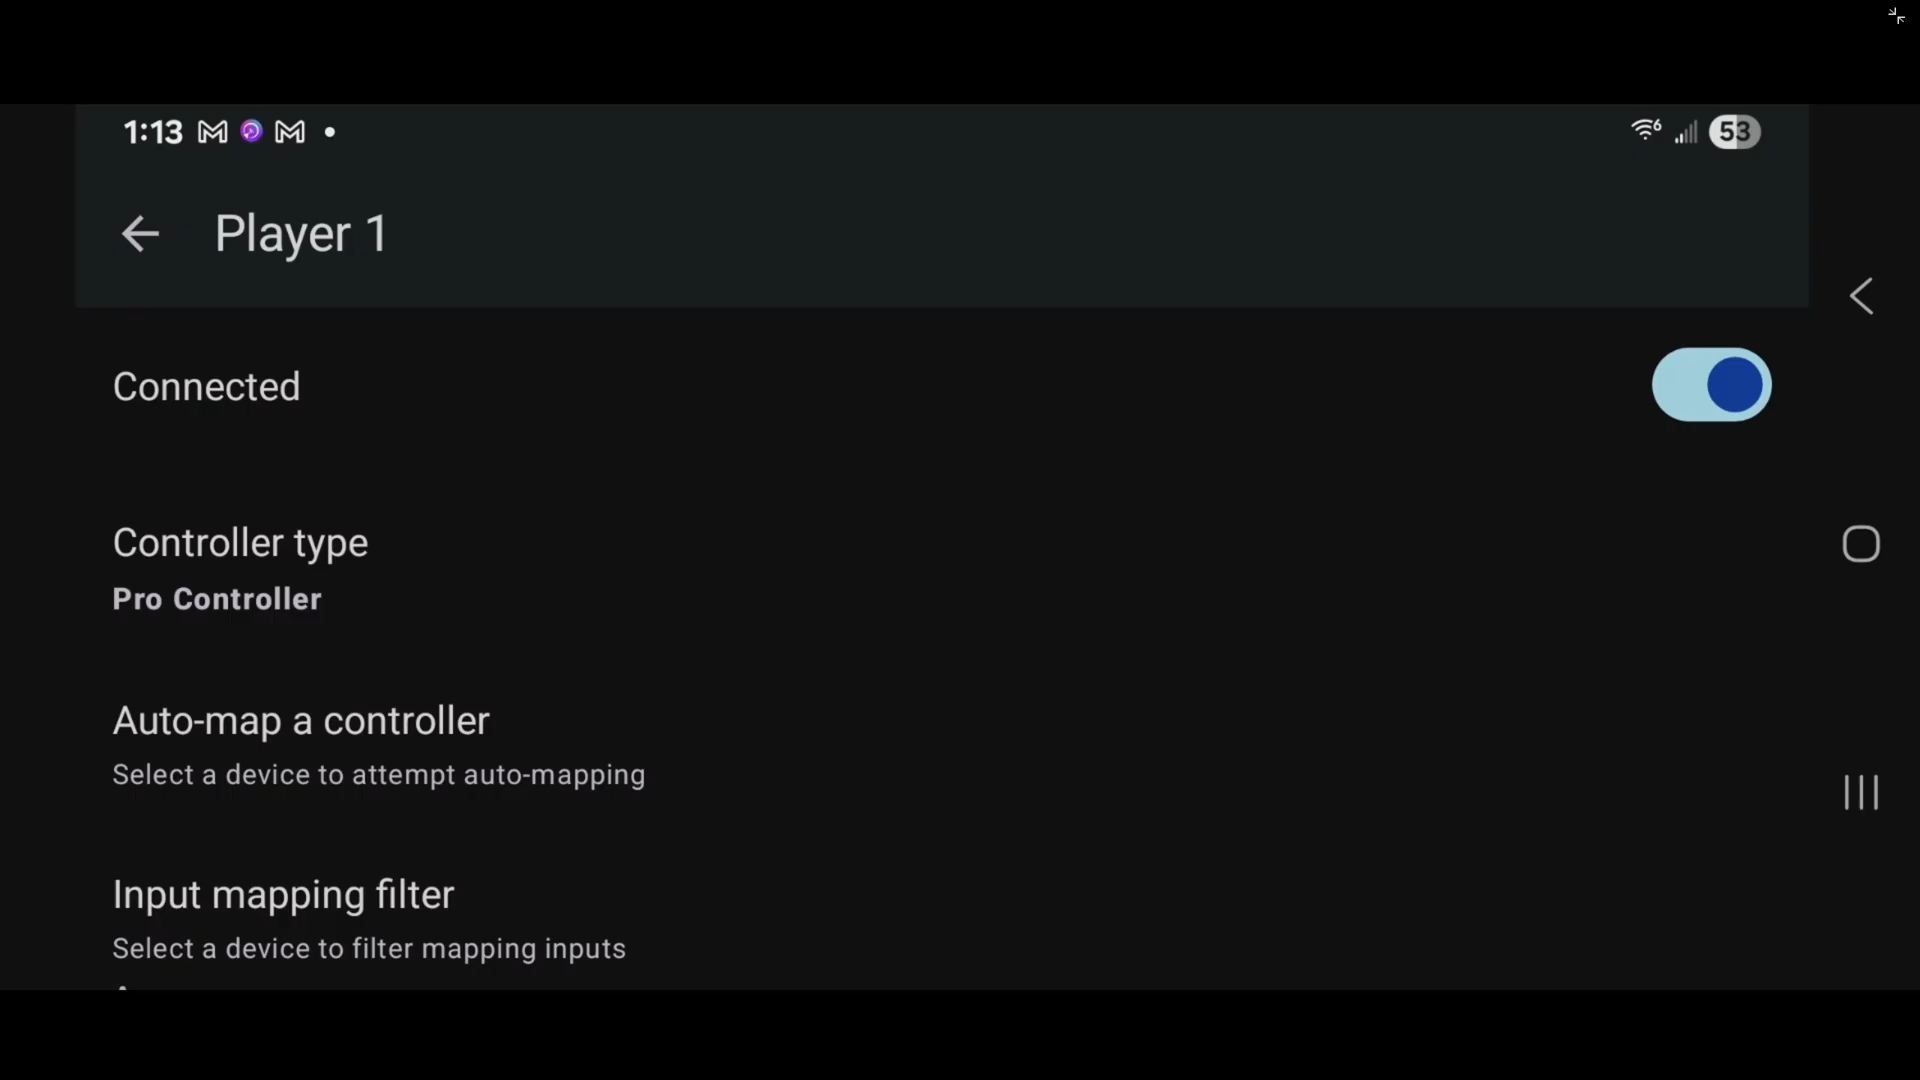 1:13
53
Player 1
Connected
Controller type
Pro Controller
Auto-map a controller
Select a device to attempt auto-mapping
Input mapping filter
Select a device to filter mapping inputs